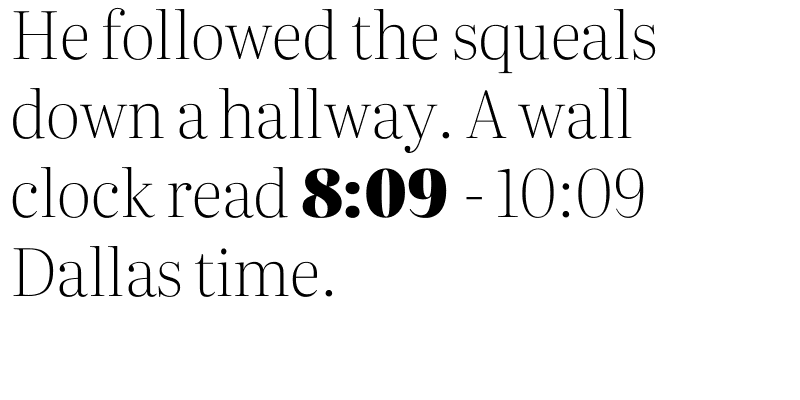 He followed the squeals
down a hallway. A wall
clock read 8:09 - 10:09
Dallas time.